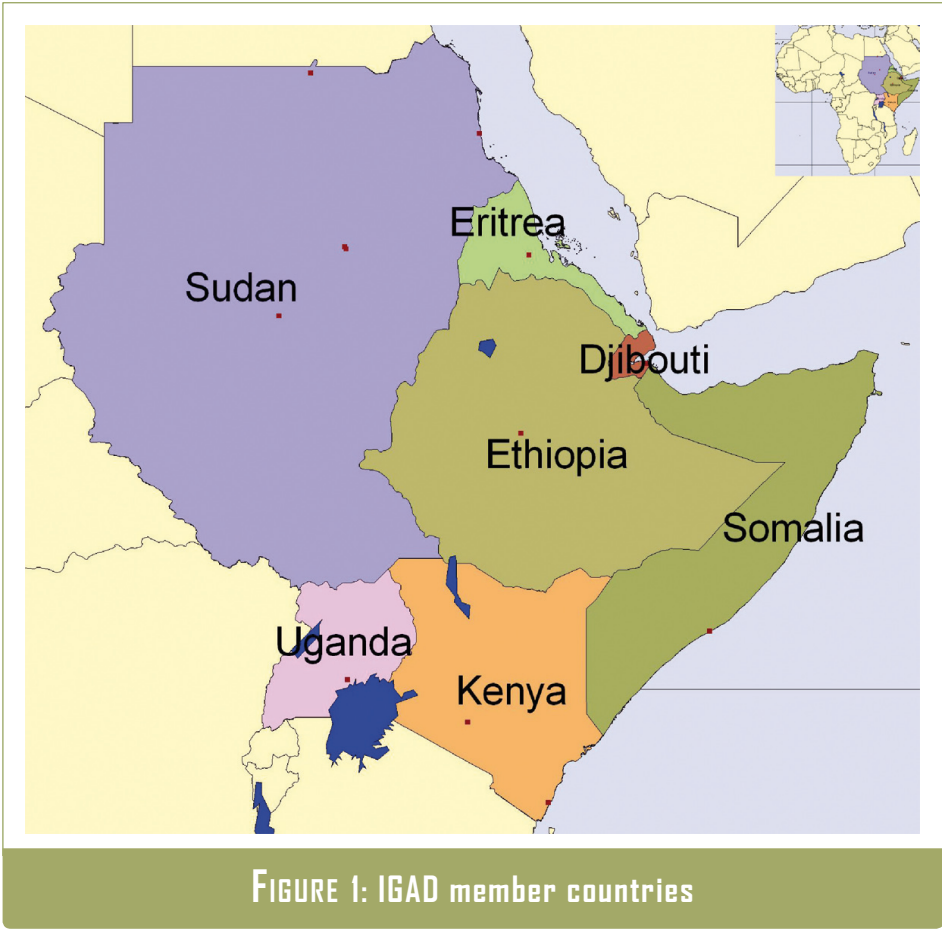 Eritrea
Sudan
Djibouti
Ethiopia
Somalia
Uganda
Kenya
FIGURE 1: IGAD member countries